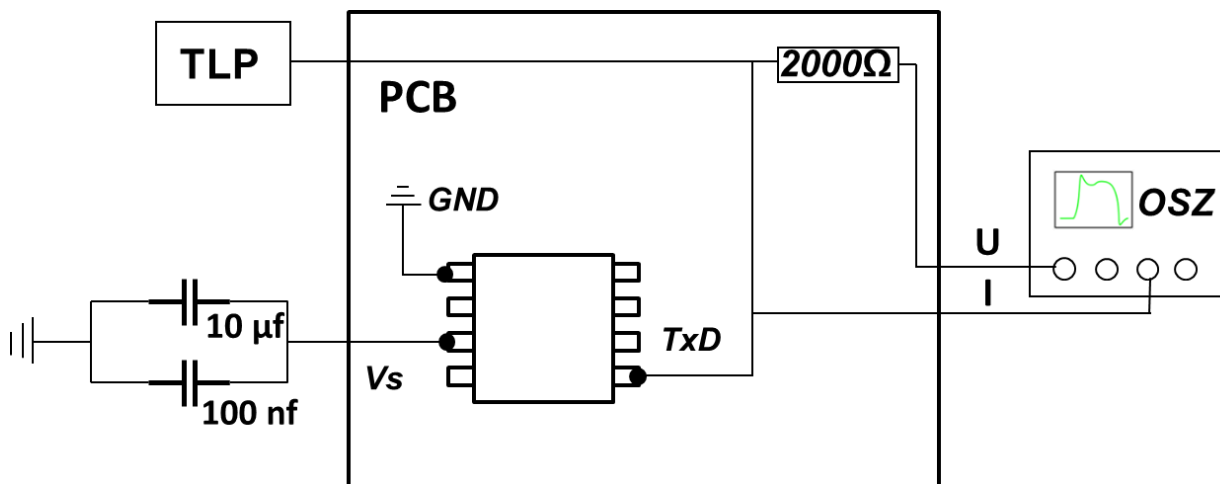 TLP
2000Ω
PCB
GND
OSZ
U
I
10 µf
TxD
Vs
100 nf